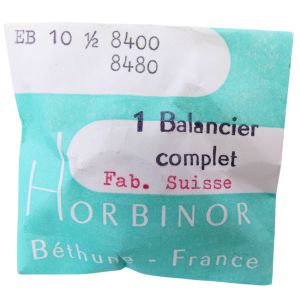 EB 10 ½ 8400
8480
1 Balancier
complet
Fab. Suisse
HORBINOR
Béthune - France